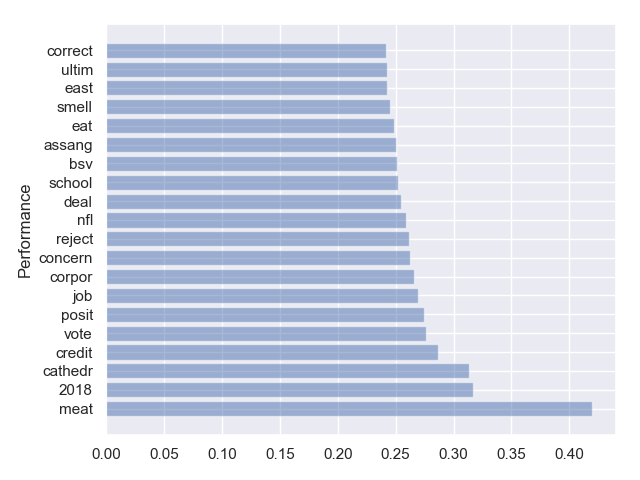 correct
ultim
east
smell
eat
assang
bsv
school
deal
nfl
reject
concern
corpor
job
posit
vote
credit
cathedr
2018
meat
Performance
0.00 0.05 0.10 0.15 0.20 0.25 0.30 0.35 0.40